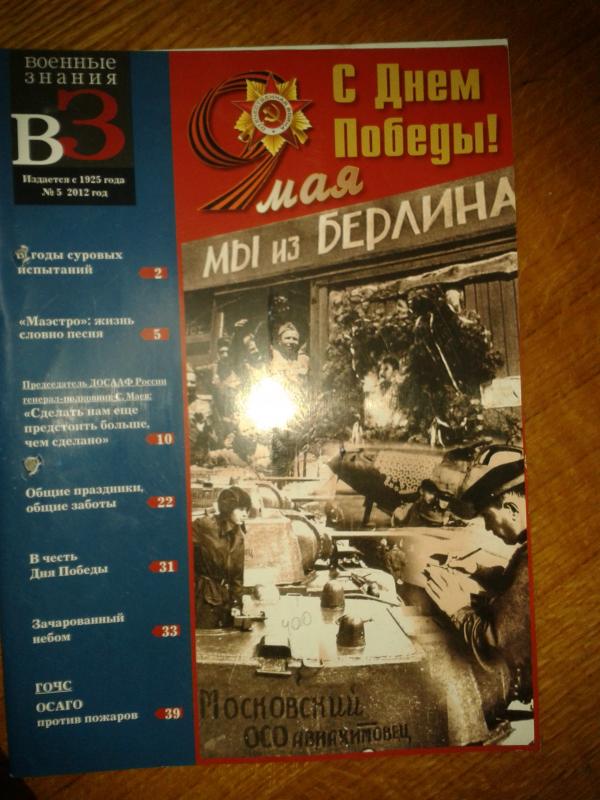 ВОЕННЫЕ
ЗНАНИЯ
ВЗ
Издается с 1925 года
№ 5 2012 год
годы суровых
испытаний
2
«Маэстро»: жизнь
словно песня
5
Председатель ДОСААФ России
генерал-полковник С. Маев:
«Сделать нам еще
предстоит больше,
чем сделано»
10
Общие праздники,
общие заботы
22
В честь
Дня Победы
31
Зачарованный
небом
33
ГОЧС
ОСАГО
против пожаров
39
С Днем
Победы!
9
мая
МЫ ИЗ БЕРЛИНА
400
МОСКОВСКИЙ
ОСОАВИАХИМОВЕЦ